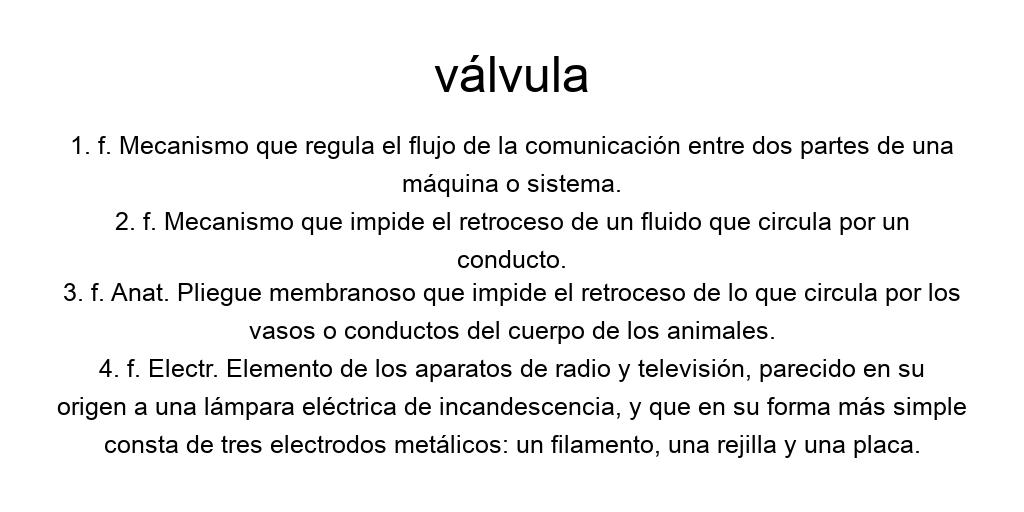 válvula
1. f. Mecanismo que regula el flujo de la comunicación entre dos partes de una
máquina o sistema.
2. f. Mecanismo que impide el retroceso de un fluido que circula por un
conducto.
3. f. Anat. Pliegue membranoso que impide el retroceso de lo que circula por los
vasos o conductos del cuerpo de los animales.
4. f. Electr. Elemento de los aparatos de radio y televisión, parecido en su
origen a una lámpara eléctrica de incandescencia, y que en su forma más simple
consta de tres electrodos metálicos: un filamento, una rejilla y una placa.